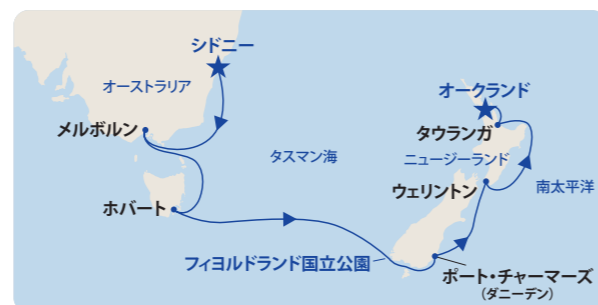 シドニー
オーストラリア
メルボルン
ホバート
タスマン海
オークランド
タウランガ
ニュージーランド
ウェリントン
南太平洋
フィヨルドランド国立公園
ポート・チャーマーズ
(ダニーデン)